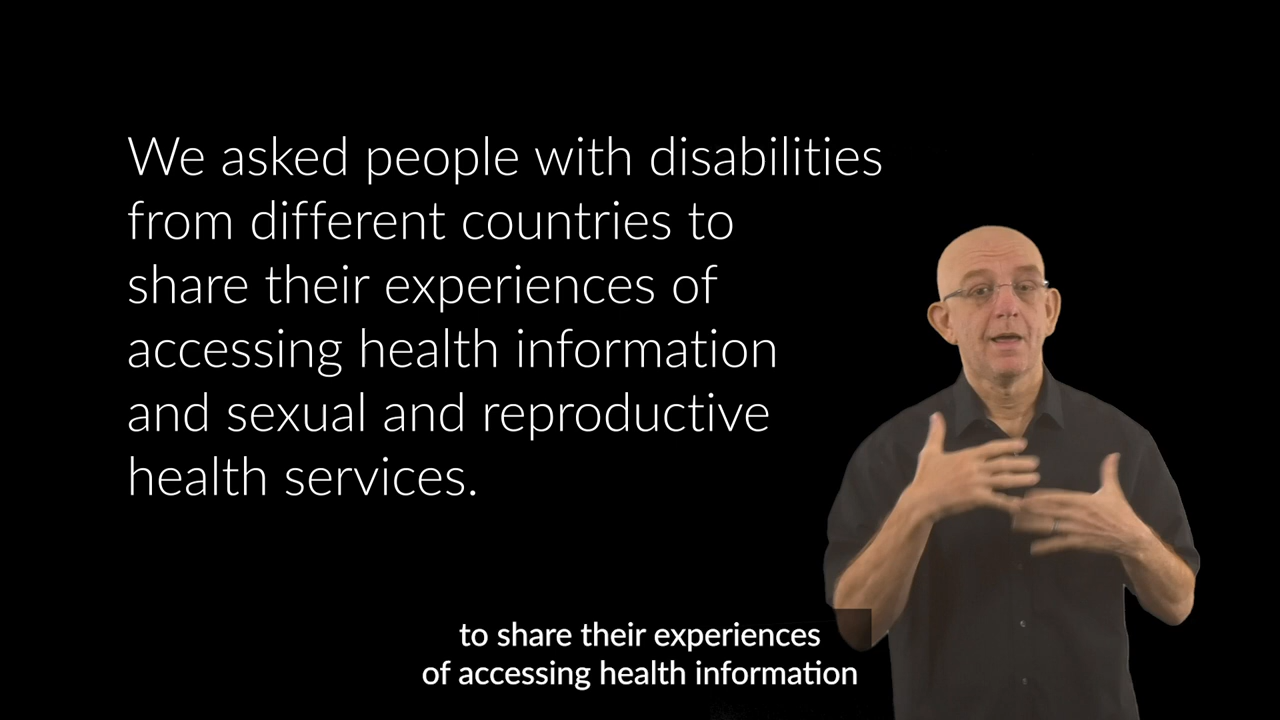 We asked people with disabilities
from different countries to
share their experiences of
accessing health information
and sexual and reproductive
health services.
to share their experiences
of accessing health information